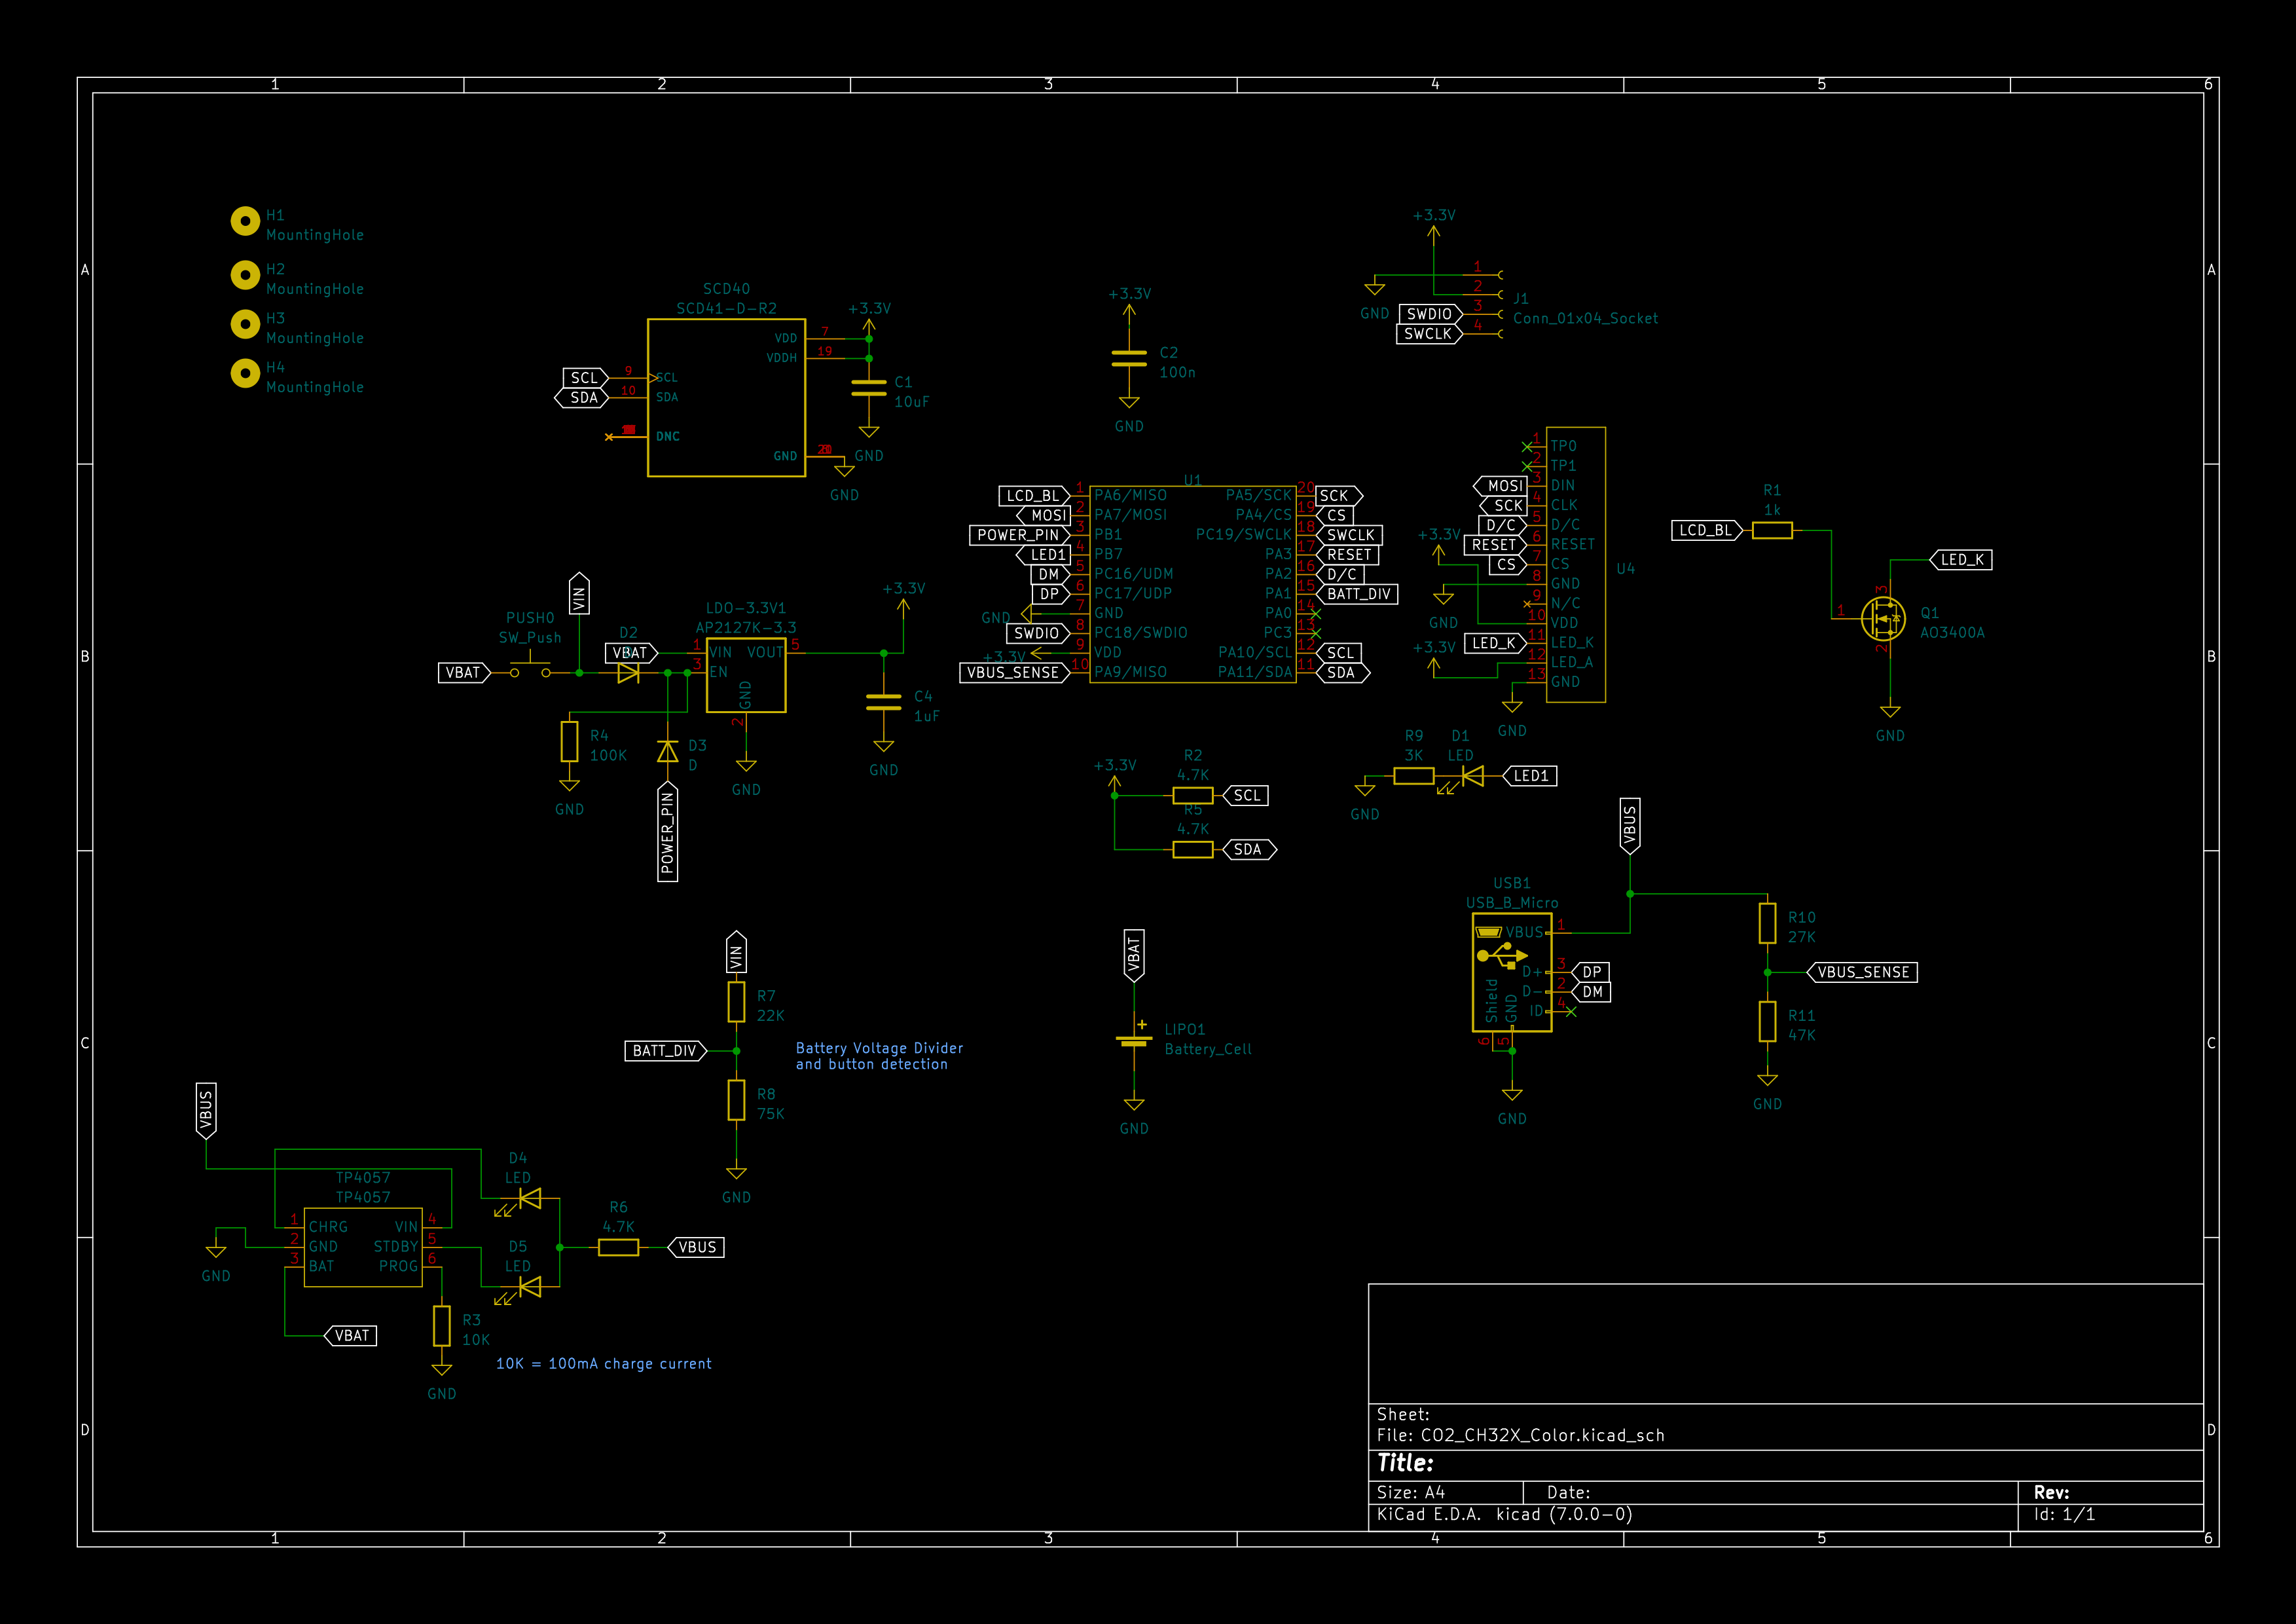 1 2 3 4 5 6
A A
B B
C C
D D
H1
MountingHole
H2
MountingHole
H3
MountingHole
H4
MountingHole
SCD40
SCD41-D-R2
SCL 9 SCL
SDA 10 SDA
DNC
VDD 7
VDDH 19
GND
+3.3V
C1
10uF
GND
GND
+3.3V
C2
100n
GND
+3.3V
GND
1
2
SWDIO 3
SWCLK 4
J1
Conn_01x04_Socket
U1
LCD_BL 1 PA6/MISO
MOSI 2 PA7/MOSI
POWER_PIN 3 PB1
LED1 4 PB7
DM 5 PC16/UDM
DP 6 PC17/UDP
GND 7 GND
SWDIO 8 PC18/SWDIO
+3.3V 9 VDD
VBUS_SENSE 10 PA9/MISO
PA5/SCK 20 SCK
PA4/CS 19 CS
PC19/SWCLK 18 SWCLK
PA3 17 RESET
PA2 16 D/C
PA1 15 BATT_DIV
PA0 14
PC3 13
PA10/SCL 12 SCL
PA11/SDA 11 SDA
U4
1 TP0
2 TP1
MOSI 3 DIN
SCK 4 CLK
D/C 5 D/C
RESET 6 RESET
CS 7 CS
8 GND
9 N/C
10 VDD
LED_K 11 LED_K
12 LED_A
13 GND
+3.3V
GND
+3.3V
GND
R1
1k
LCD_BL
LED_K
3
1
2
Q1
AO3400A
GND
VIN
PUSH0
SW_Push
VBAT
D2
VBAT
LDO-3.3V1
AP2127K-3.3
1 VIN
3 EN
VOUT 5
GND
2
+3.3V
C4
1uF
GND
GND
R4
100K
GND
D3
D
POWER_PIN
+3.3V
R2
4.7K
SCL
R5
4.7K
SDA
R9
3K
D1
LED
LED1
GND
VBUS
USB1
USB_B_Micro
VBUS 1
D+ 3 DP
D- 2 DM
ID 4
Shield
GND
6
5
GND
R10
27K
VBUS_SENSE
R11
47K
GND
VIN
R7
22K
BATT_DIV
Battery Voltage Divider
and button detection
R8
75K
GND
VBAT
LIPO1
Battery_Cell
GND
VBUS
TP4057
TP4057
1 CHRG
2 GND
3 BAT
VIN 4
STDBY 5
PROG 6
GND
VBAT
D4
LED
D5
LED
R6
4.7K
VBUS
R3
10K
GND
10K = 100mA charge current
Sheet:
File: CO2_CH32X_Color.kicad_sch
Title:
Size: A4 Date: Rev:
KiCad E.D.A. kicad (7.0.0-0) Id: 1/1
1 2 3 4 5 6